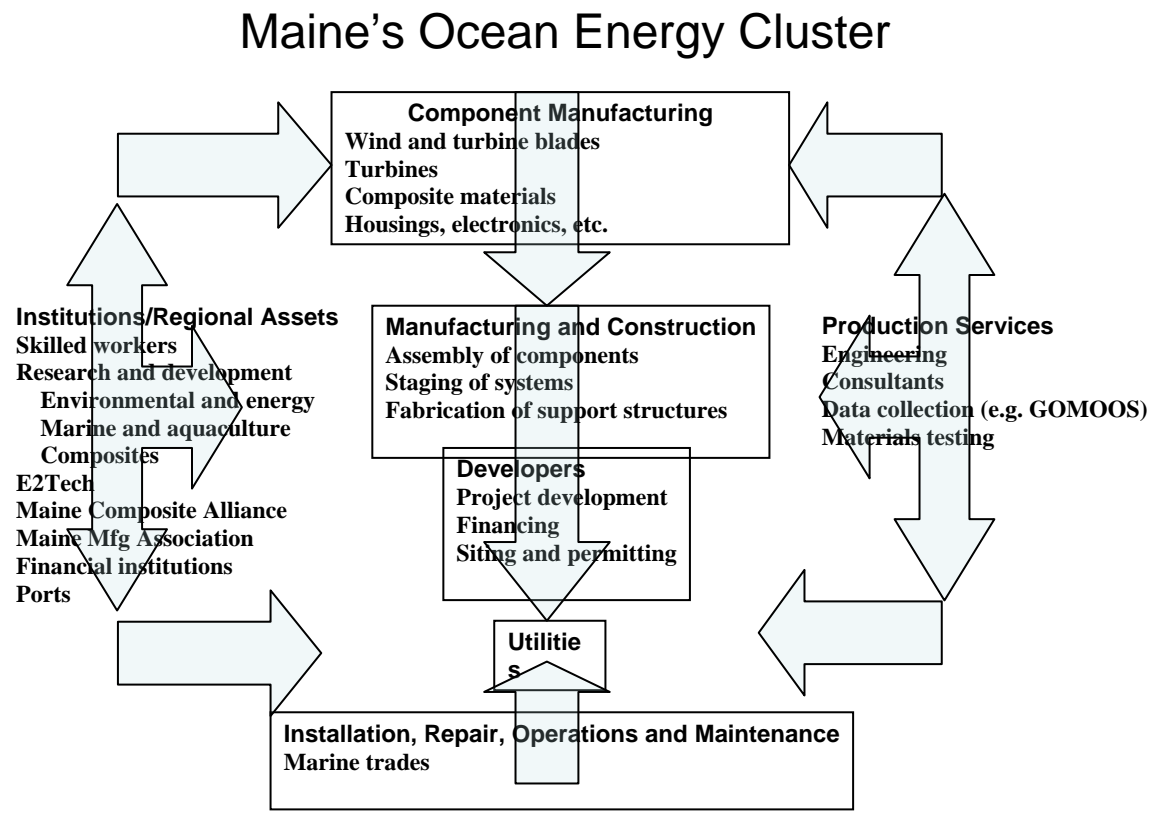 Maine's Ocean Energy Cluster
Component Manufacturing
Wind and turbine blades
Turbines
Composite materials
Housings, electronics, etc.
Institutions/Regional Assets
Skilled workers
Research and development
Environmental and energy
Marine and aquaculture
Composites
E2Tech
Maine Composite Alliance
Maine Mfg Association
Financial institutions
Ports
Manufacturing and Construction
Assembly of components
Staging of systems
Fabrication of support structures
Developers
Project development
Financing
Siting and permitting
Utilitie
s
Production Services
Engineering
Consultants
Data collection (e.g. GOMOOS)
Materials testing
Installation, Repair, Operations and Maintenance
Marine trades